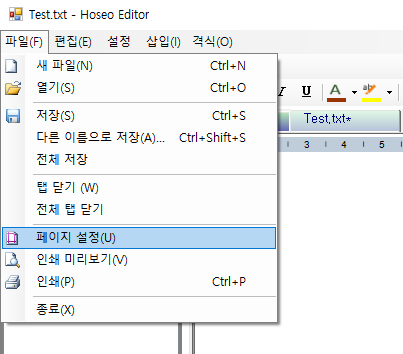 Test.txt - Hoseo Editor
파일(F) 편집(E) 설정 삽입(I) 격식(O)
새 파일(N) Ctrl+N
열기(S) Ctrl+O
저장(S) Ctrl+S
다른 이름으로 저장(A)... Ctrl+Shift+S
전체 저장
탭 닫기 (W)
전체 탭 닫기
페이지 설정(U)
인쇄 미리보기(V)
인쇄(P) Ctrl+P
종료(X)
I U A ab
Test.txt*
3 4 5